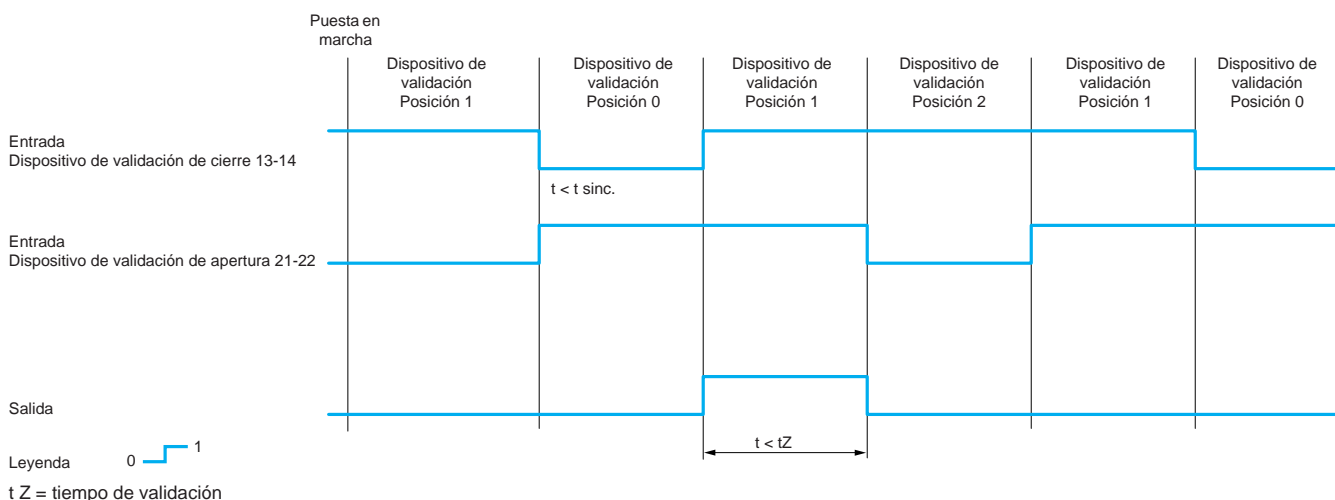 Puesta en
marcha
Dispositivo de
validación
Posición 1
Dispositivo de
validación
Posición 0
Dispositivo de
validación
Posición 1
Dispositivo de
validación
Posición 2
Dispositivo de
validación
Posición 1
Dispositivo de
validación
Posición 0
Entrada
Dispositivo de validación de cierre 13-14
t < t sinc.
Entrada
Dispositivo de validación de apertura 21-22
Salida
t < tZ
Leyenda 0 1
t Z = tiempo de validación